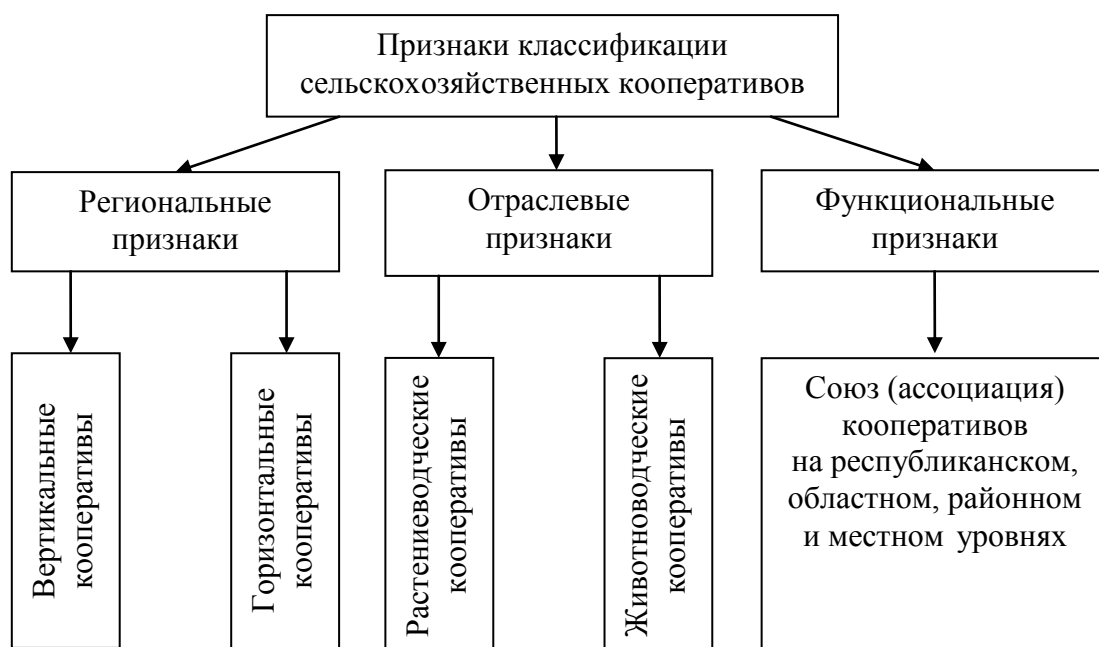 Признаки классификации
сельскохозяйственных кооперативов
Региональные
признаки
Отраслевые
признаки
Функциональные
признаки
Вертикальные
кооперативы
Горизонтальные
кооперативы
Растениеводческие
кооперативы
Животноводческие
кооперативы
Союз (ассоциация)
кооперативов
на республиканском,
областном, районном
и местном уровнях